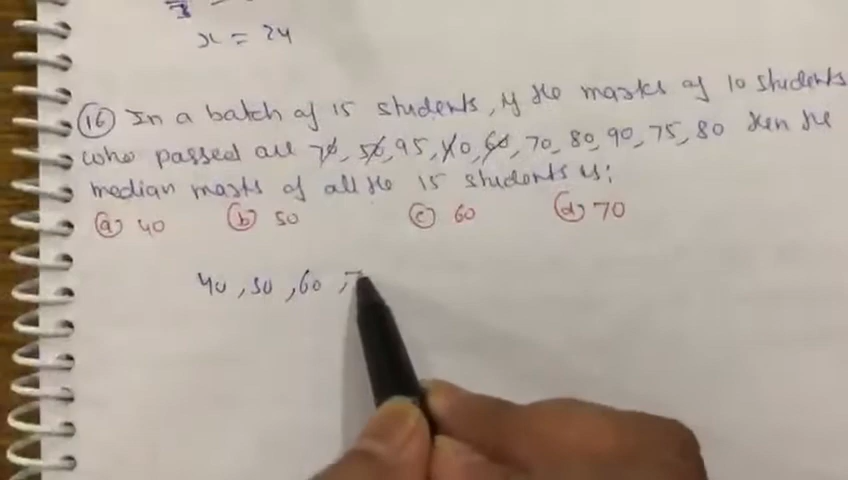 3
x = 24
16 In a batch of 15 students, if the marks of 10 students
who passed are 70, 50, 95, 40, 60, 70, 80, 90, 75, 80 then the
median marks of all the 15 students is:
(a) 40 (b) 50 (c) 60 (d) 70
40, 50, 60, 7